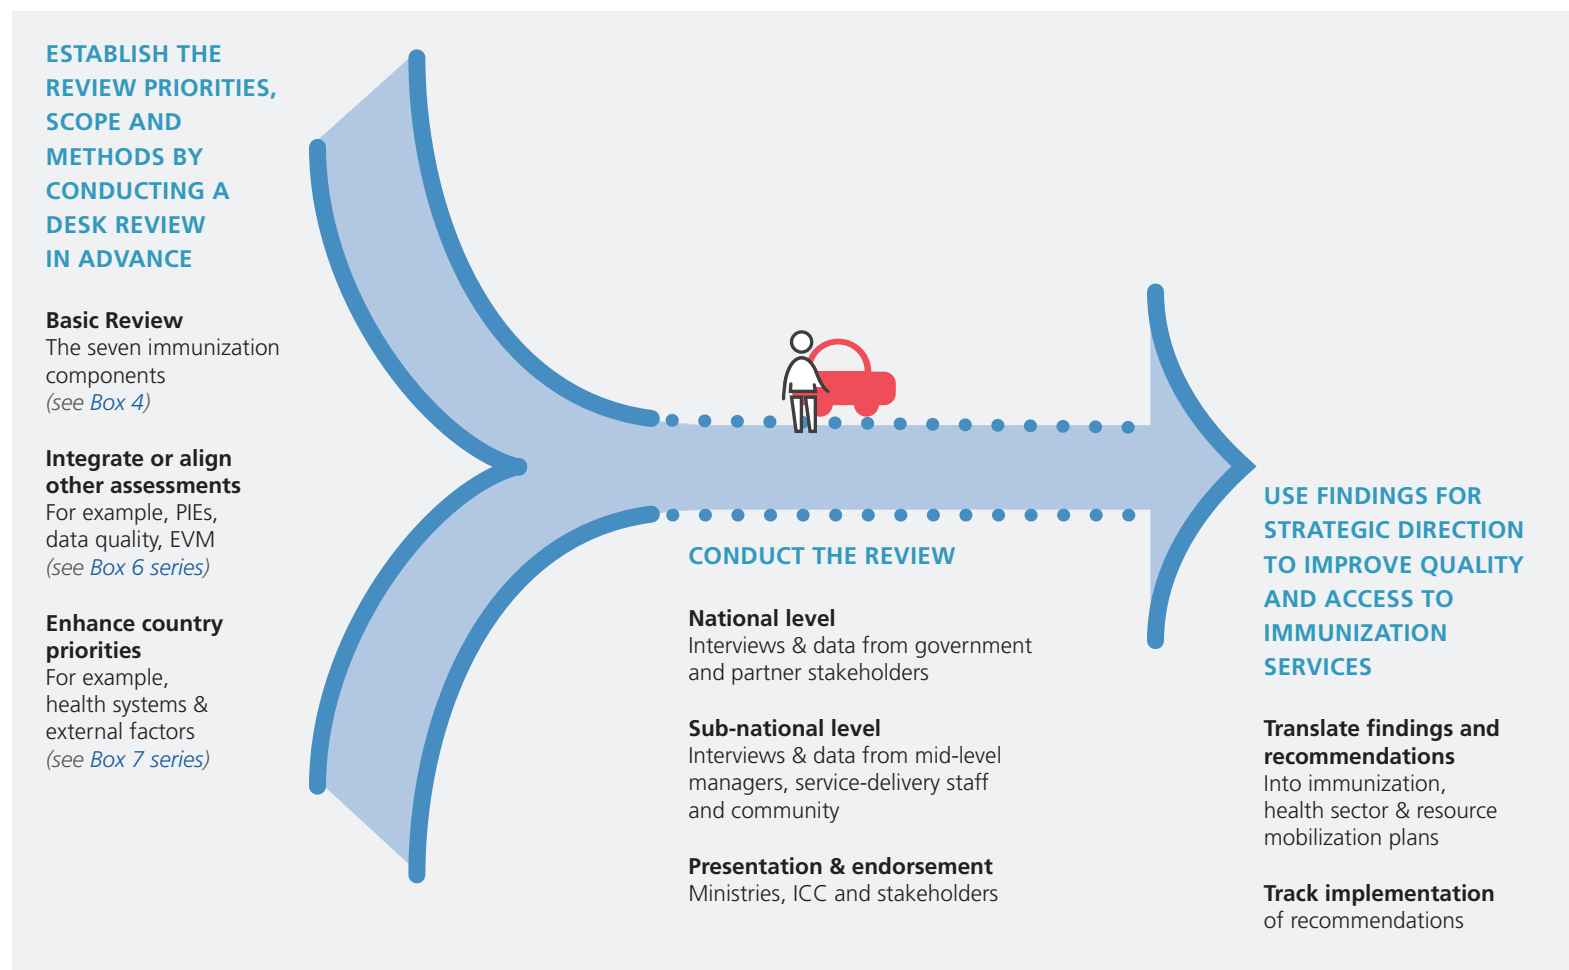 ESTABLISH THE
REVIEW PRIORITIES,
SCOPE AND
METHODS BY
CONDUCTING A
DESK REVIEW
IN ADVANCE
Basic Review
The seven immunization
components
(see Box 4)
Integrate or align
other assessments
For example, PIEs,
data quality, EVM
(see Box 6 series)
Enhance country
priorities
For example,
health systems &
external factors
(see Box 7 series)
CONDUCT THE REVIEW
National level
Interviews & data from government
and partner stakeholders
Sub-national level
Interviews & data from mid-level
managers, service-delivery staff
and community
Presentation & endorsement
Ministries, ICC and stakeholders
USE FINDINGS FOR
STRATEGIC DIRECTION
TO IMPROVE QUALITY
AND ACCESS TO
IMMUNIZATION
SERVICES
Translate findings and
recommendations
Into immunization,
health sector & resource
mobilization plans
Track implementation
of recommendations